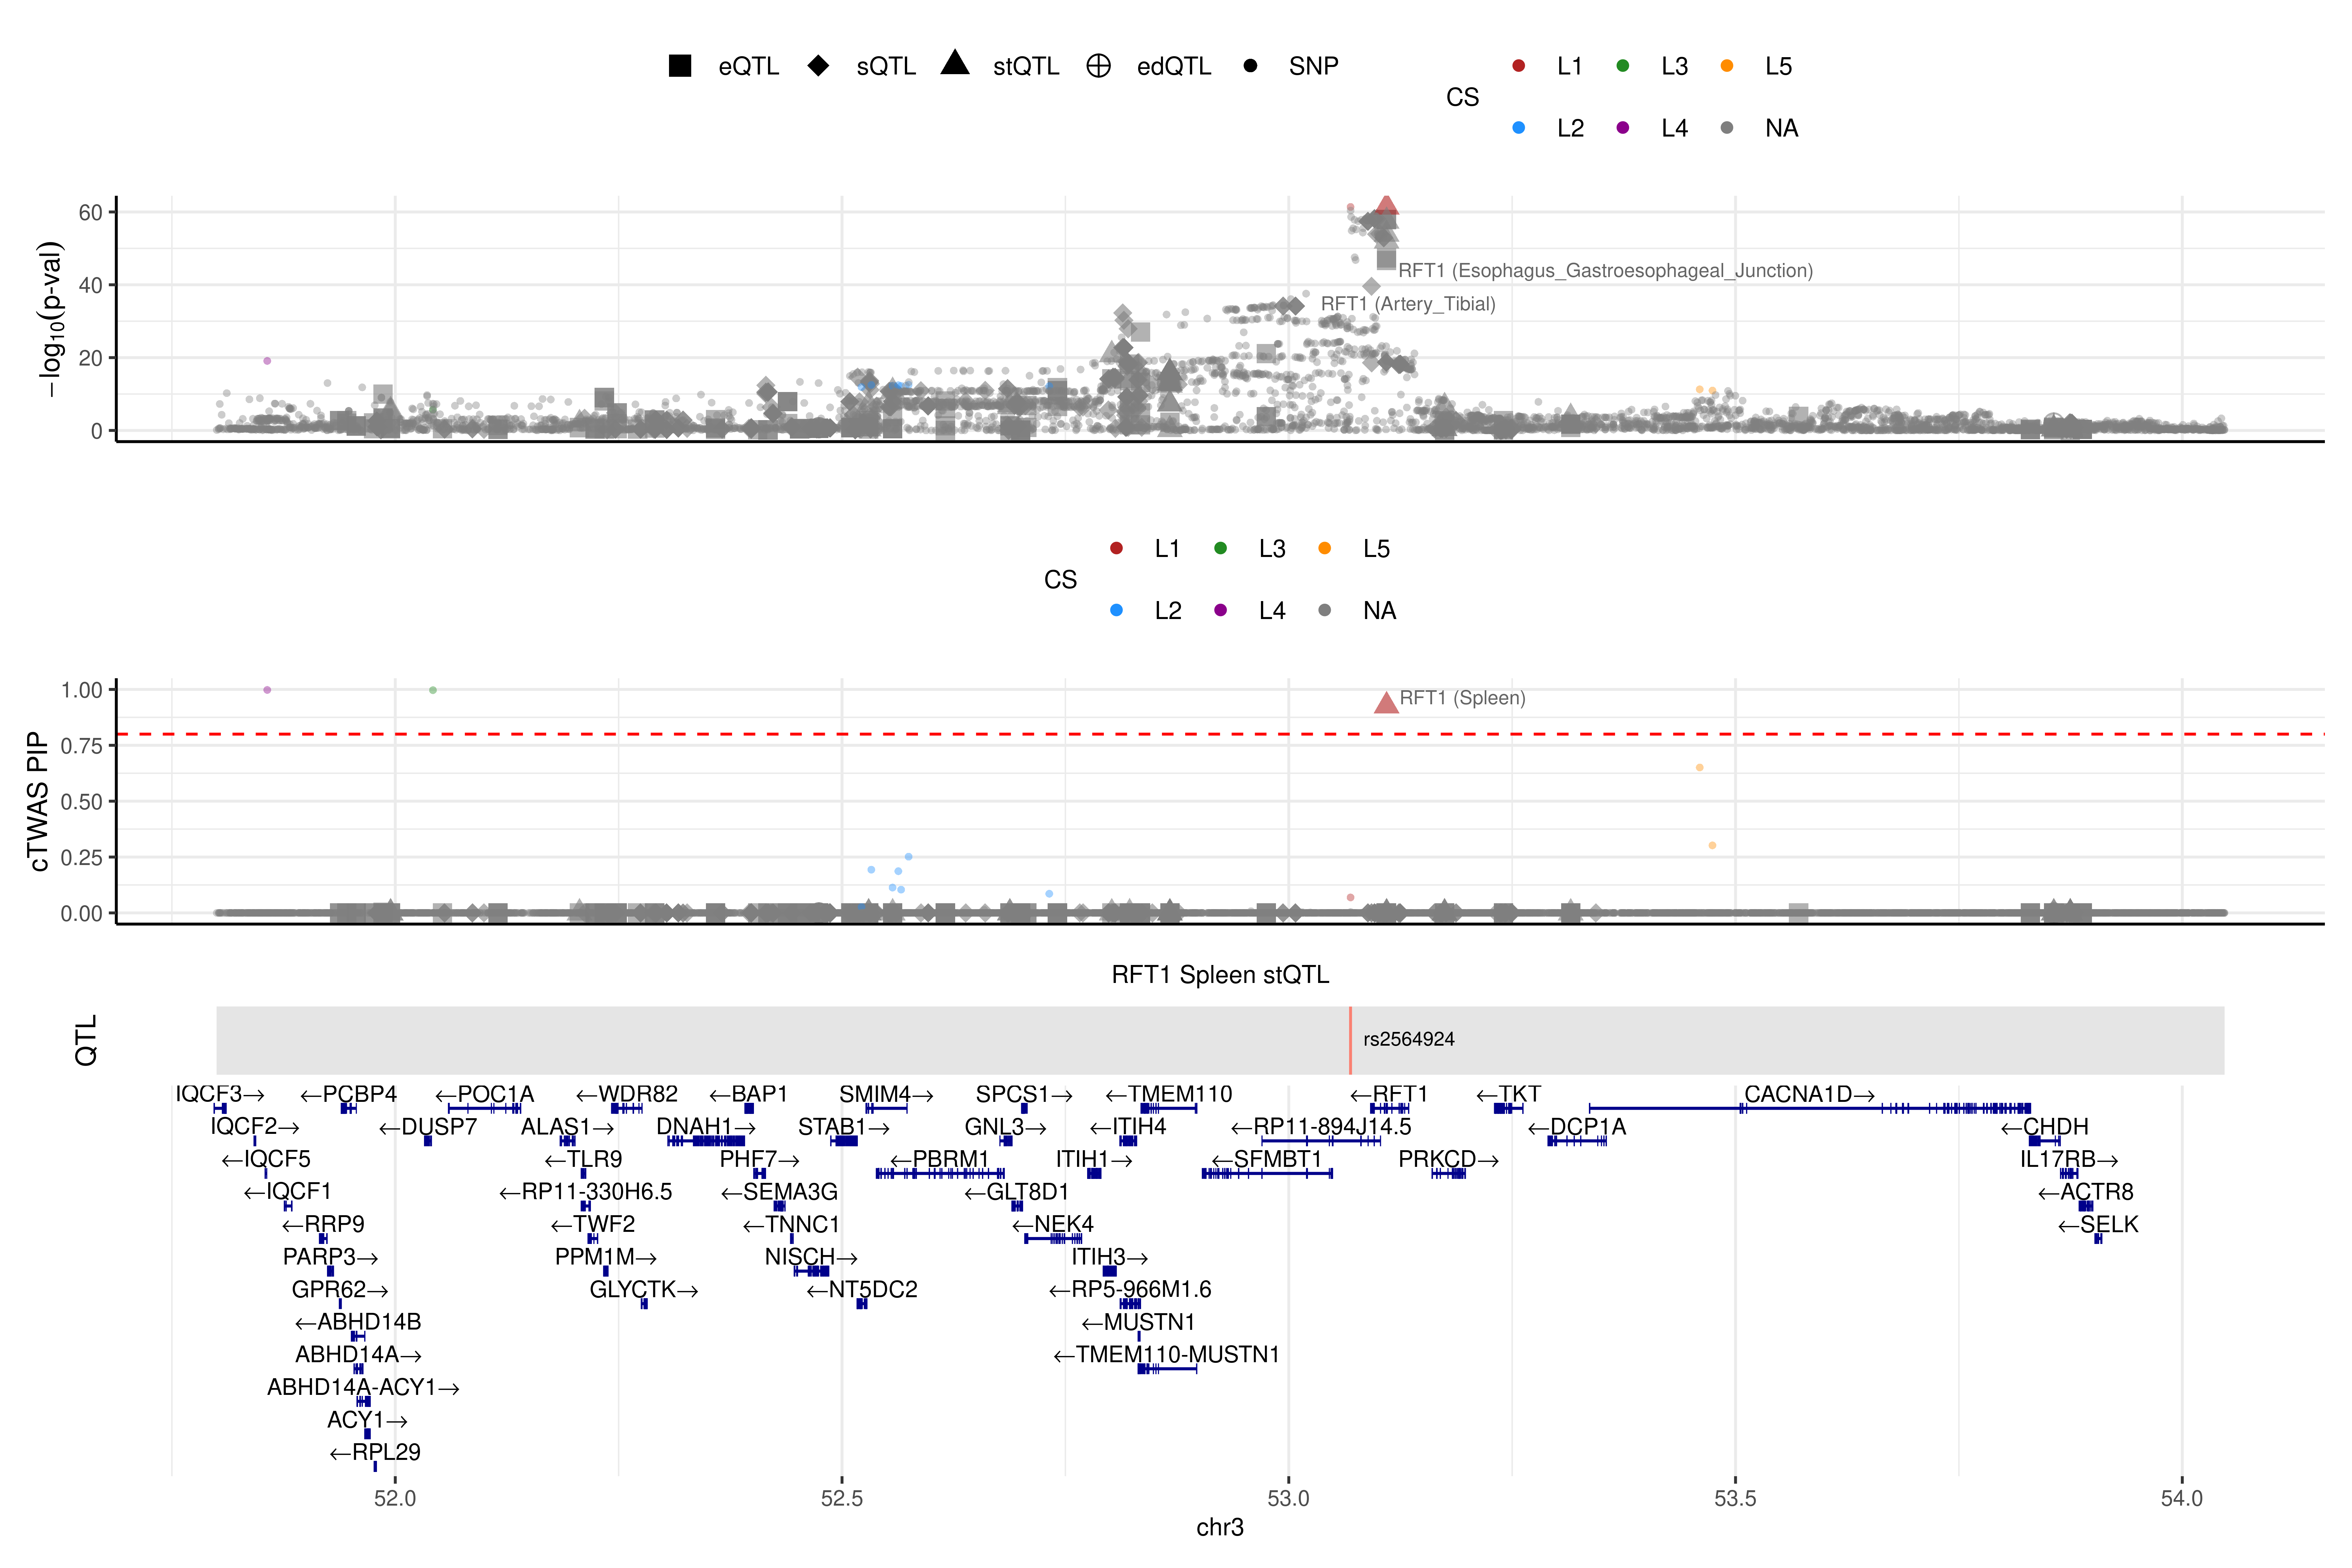 eQTL sQTL stQTL edQTL SNP
CS
L1 L3 L5
L2 L4 NA
−log10(p-val)
60
40
20
0
RFT1 (Esophagus_Gastroesophageal_Junction)
RFT1 (Artery_Tibial)
CS
L1 L3 L5
L2 L4 NA
cTWAS PIP
1.00
0.75
0.50
0.25
0.00
RFT1 (Spleen)
RFT1 Spleen stQTL
QTL
rs2564924
IQCF3→ ←PCBP4 ←POC1A ←WDR82 ←BAP1 SMIM4→ SPCS1→ ←TMEM110 ←RFT1 ←TKT CACNA1D→
IQCF2→ ←DUSP7 ALAS1→ DNAH1→ STAB1→ GNL3→ ←ITIH4 ←RP11-894J14.5 ←DCP1A ←CHDH
←IQCF5 ←TLR9 PHF7→ ←PBRM1 ITIH1→ ←SFMBT1 PRKCD→ IL17RB→
←IQCF1 ←RP11-330H6.5 ←SEMA3G ←GLT8D1 ←ACTR8
←RRP9 ←TWF2 ←TNNC1 ←NEK4 ←SELK
PARP3→ PPM1M→ NISCH→ ITIH3→
GPR62→ GLYCTK→ ←NT5DC2 ←RP5-966M1.6
←ABHD14B ←MUSTN1
ABHD14A→ ←TMEM110-MUSTN1
ABHD14A-ACY1→
ACY1→
←RPL29
52.0 52.5 53.0 53.5 54.0
chr3